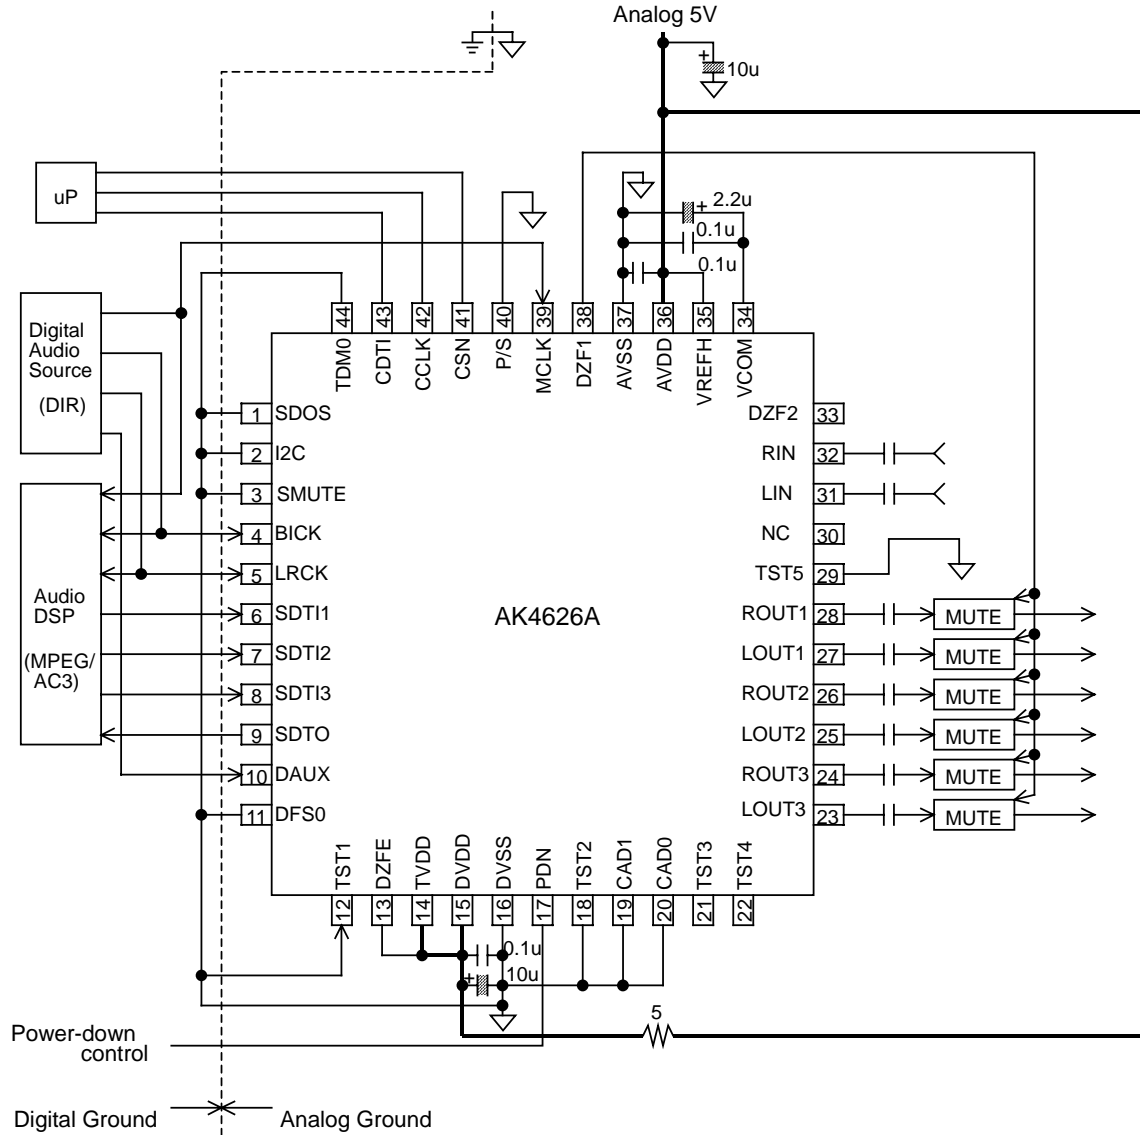 Analog 5V
+
10u
uP
+ 2.2u
0.1u
0.1u
44
43
42
41
40
39
38
37
36
35
34
TDM0
CDTI
CCLK
CSN
P/S
MCLK
DZF1
AVSS
AVDD
VREFH
VCOM
Digital
Audio
Source
(DIR)
Audio
DSP
(MPEG/
AC3)
1 SDOS
2 I2C
3 SMUTE
4 BICK
5 LRCK
6 SDTI1
7 SDTI2
8 SDTI3
9 SDTO
10 DAUX
11 DFS0
AK4626A
DZF2 33
RIN 32
LIN 31
NC 30
TST5 29
ROUT1 28 MUTE
LOUT1 27 MUTE
ROUT2 26 MUTE
LOUT2 25 MUTE
ROUT3 24 MUTE
LOUT3 23 MUTE
TST1
DZFE
TVDD
DVDD
DVSS
PDN
TST2
CAD1
CAD0
TST3
TST4
12
13
14
15
16
17
18
19
20
21
22
0.1u
+
10u
5
Power-down
control
Digital Ground
Analog Ground